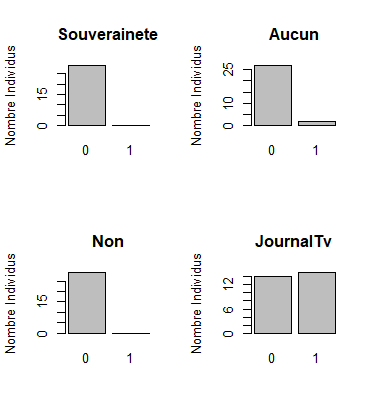 Souverainete
Nombre Individus
15
0
0 1
Aucun
Nombre Individus
25
10
0
0 1
Non
Nombre Individus
15
0
0 1
JournalTv
Nombre Individus
12
6
0
0 1